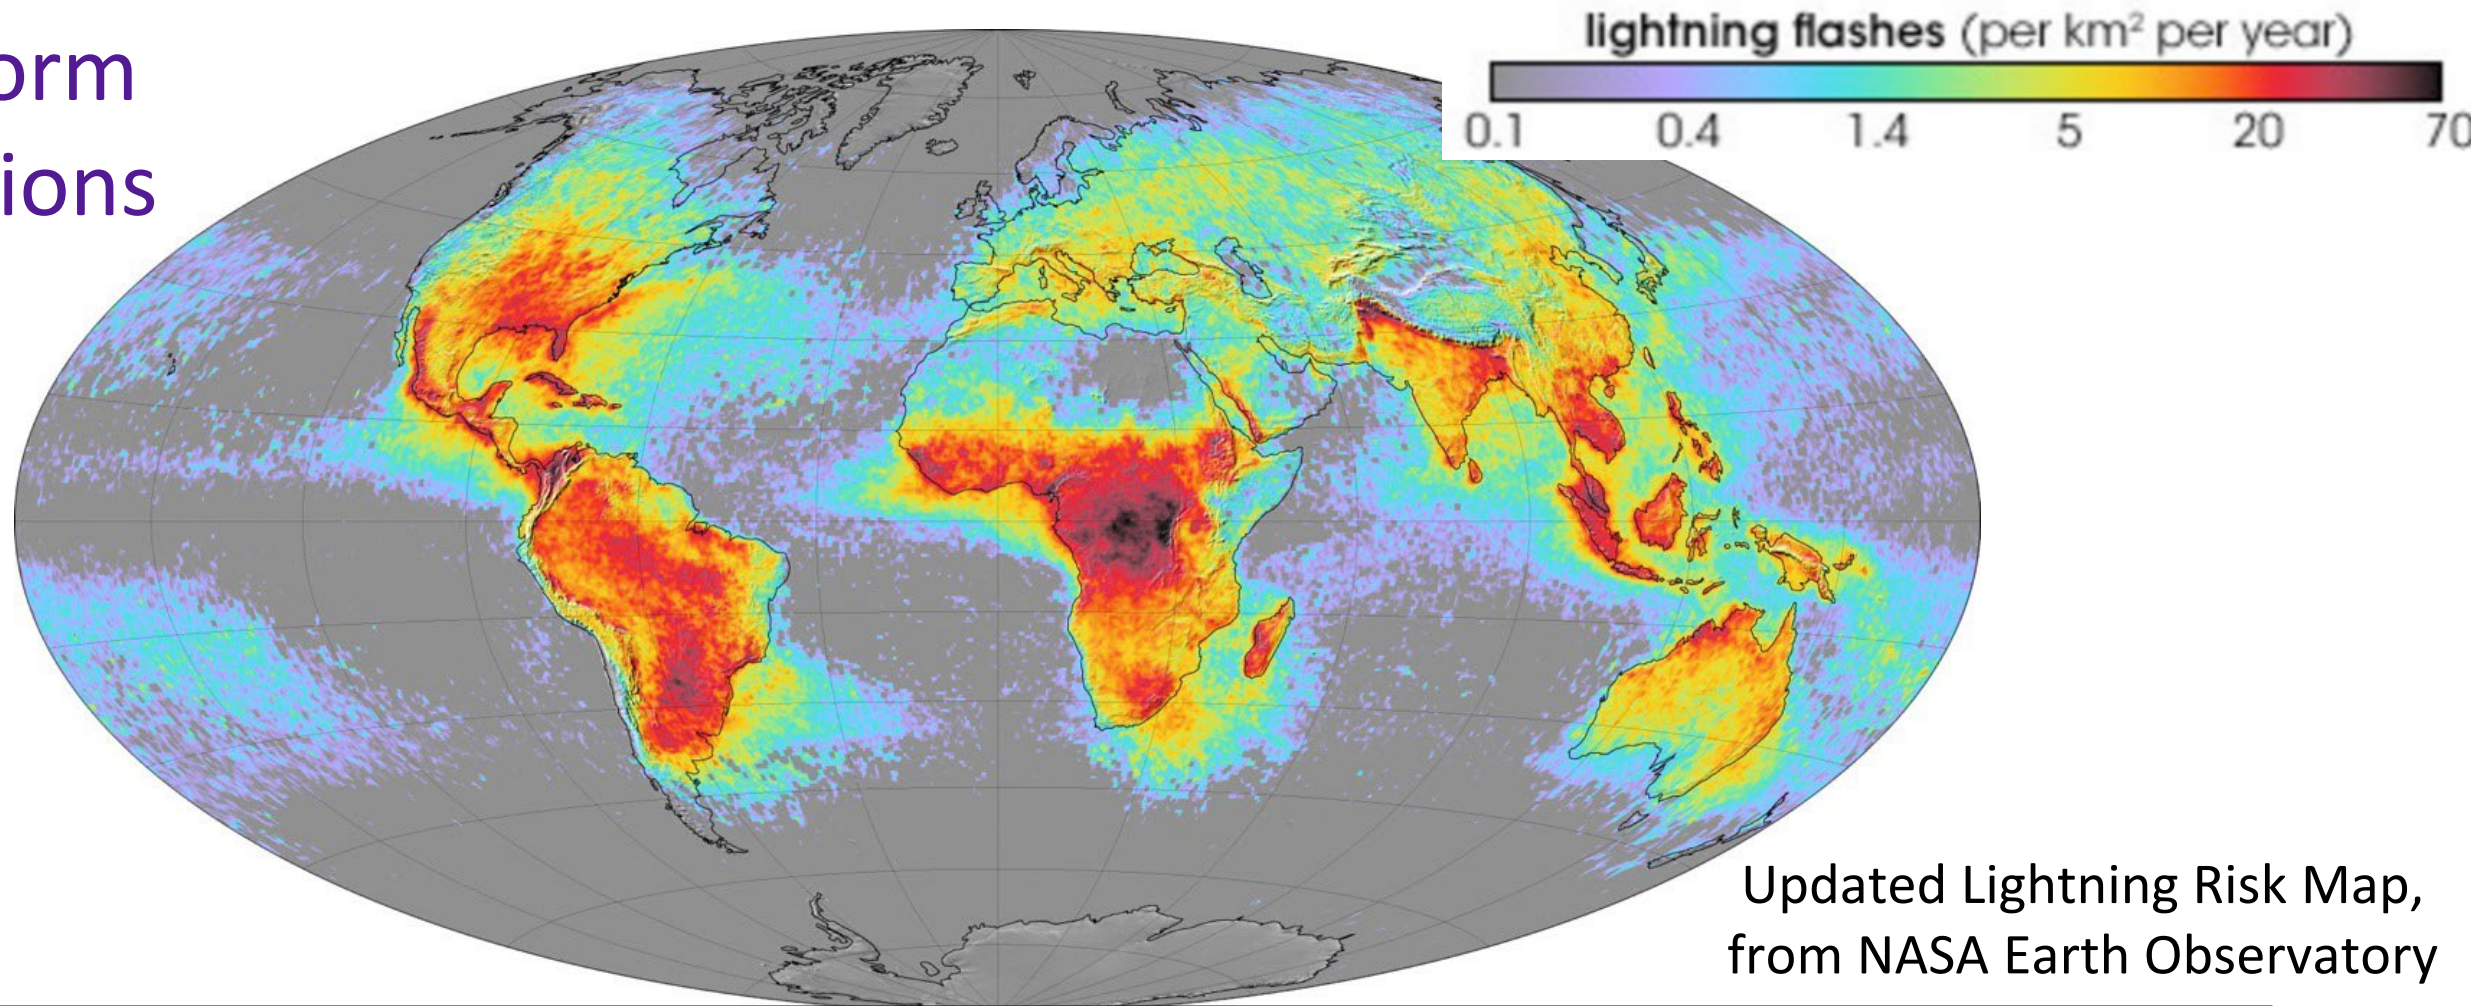 orm
ions
lightning flashes (per km² per year)
0.1 0.4 1.4 5 20 70
Updated Lightning Risk Map,
from NASA Earth Observatory